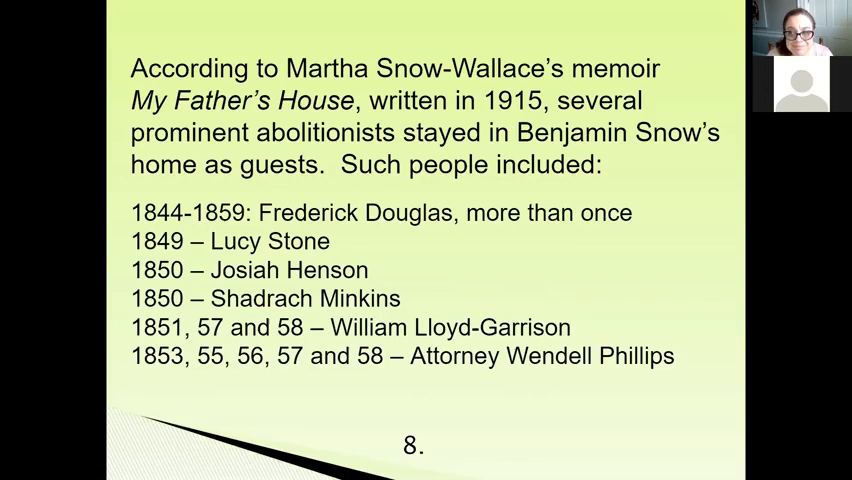 According to Martha Snow-Wallace’s memoir
My Father’s House, written in 1915, several
prominent abolitionists stayed in Benjamin Snow’s
home as guests.  Such people included:
1844-1859: Frederick Douglas, more than once
1849 – Lucy Stone
1850 – Josiah Henson
1850 – Shadrach Minkins
1851, 57 and 58 – William Lloyd-Garrison
1853, 55, 56, 57 and 58 – Attorney Wendell Phillips
8.